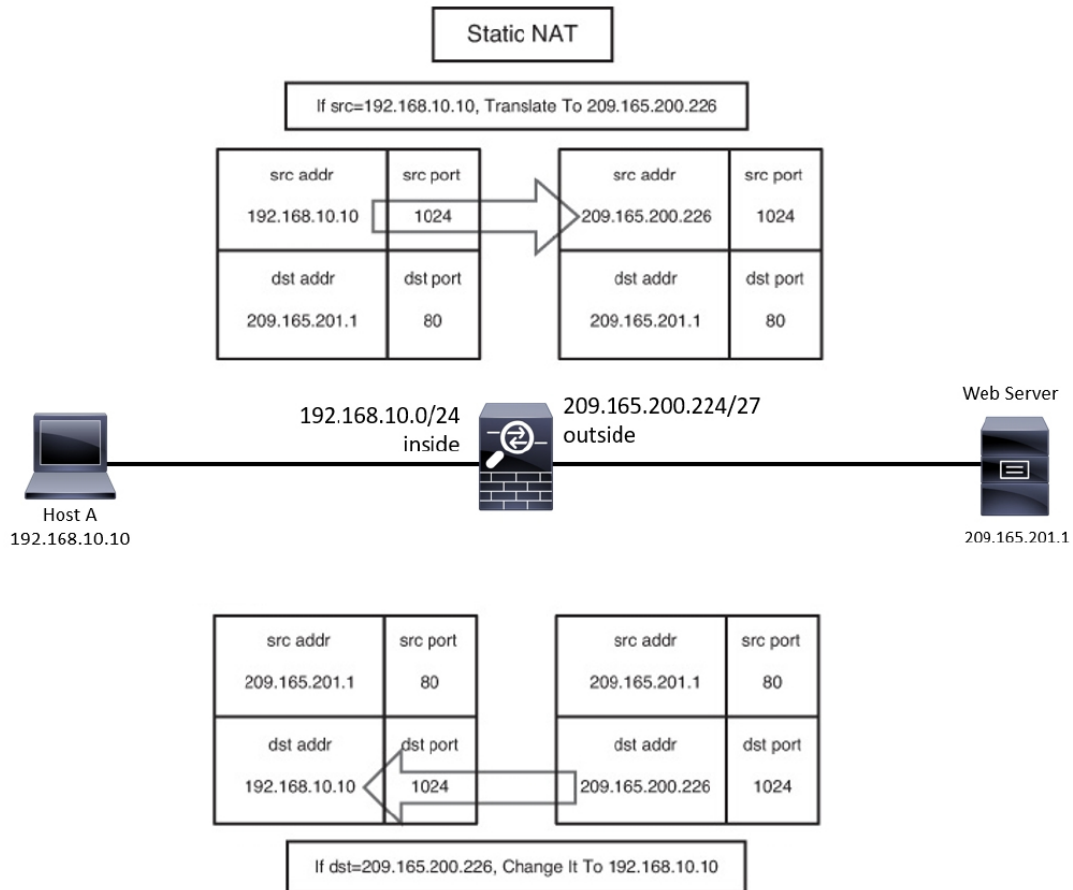 Static NAT
If src=192.168.10.10, Translate To 209.165.200.226
src addr
192.168.10.10
src port
1024
src addr
209.165.200.226
src port
1024
dst addr
209.165.201.1
dst port
80
dst addr
209.165.201.1
dst port
80
192.168.10.0/24
inside
209.165.200.224/27
outside
Web Server
Host A
192.168.10.10
209.165.201.1
src addr
209.165.201.1
src port
80
src addr
209.165.201.1
src port
80
dst addr
192.168.10.10
dst port
1024
dst addr
209.165.200.226
dst port
1024
If dst=209.165.200.226, Change It To 192.168.10.10